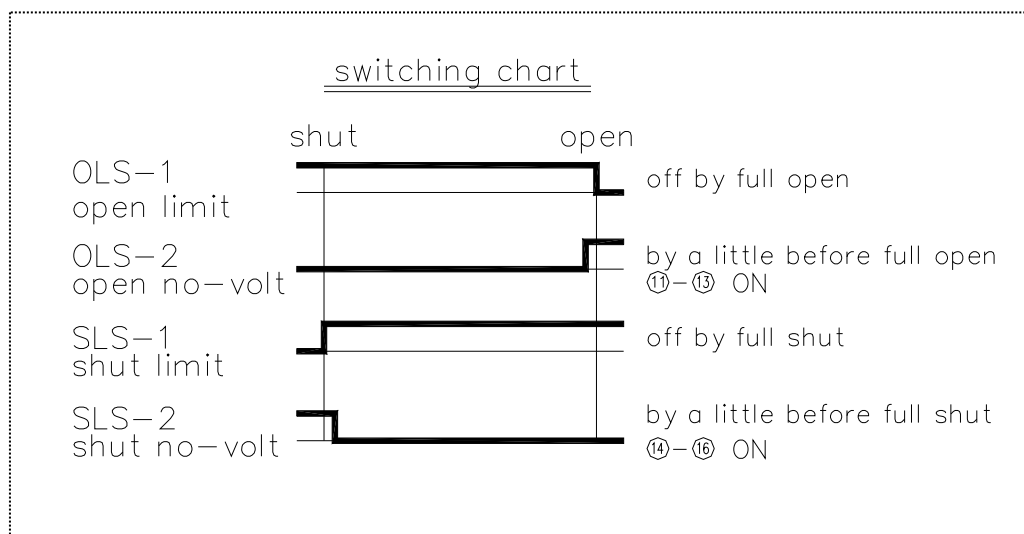 switching chart
shut open
OLS-1
open limit
off by full open
OLS-2
open no-volt
by a little before full open
⑪-⑬ ON
SLS-1
shut limit
off by full shut
SLS-2
shut no-volt
by a little before full shut
⑭-⑯ ON